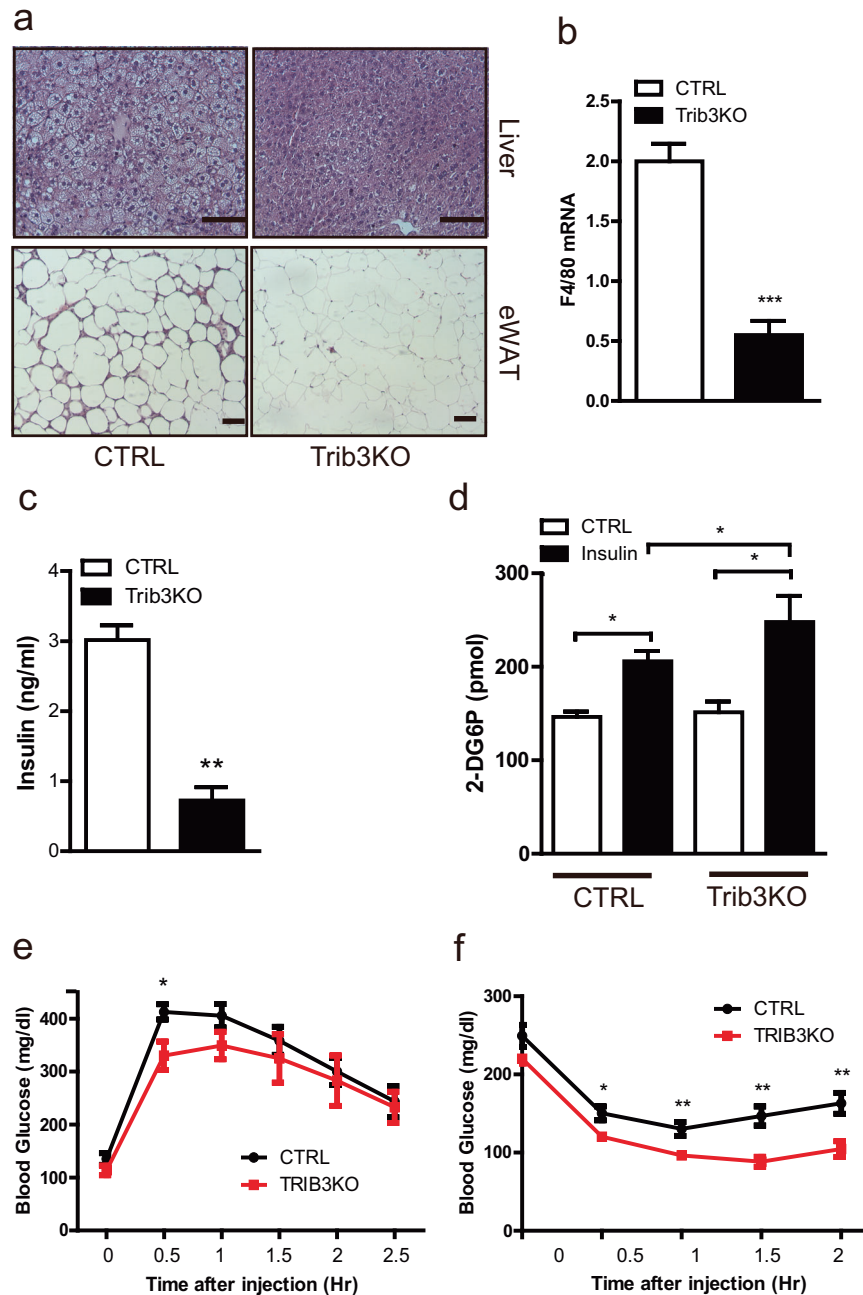 a
Liver
eWAT
CTRL
Trib3KO
b
CTRL
Trib3KO
2.5
2.0
1.5
1.0
0.5
0.0
F4/80 mRNA
***
c
CTRL
Trib3KO
4
3
2
1
0
Insulin (ng/ml)
**
d
CTRL
Insulin
*
*
*
300
200
100
0
2-DG6P (pmol)
CTRL
Trib3KO
e
*
400
300
200
100
0
Blood Glucose (mg/dl)
CTRL
TRIB3KO
0 0.5 1 1.5 2 2.5
Time after injection (Hr)
f
300
200
100
0
Blood Glucose (mg/dl)
CTRL
TRIB3KO
* ** ** **
0 0.5 1 1.5 2
Time after injection (Hr)